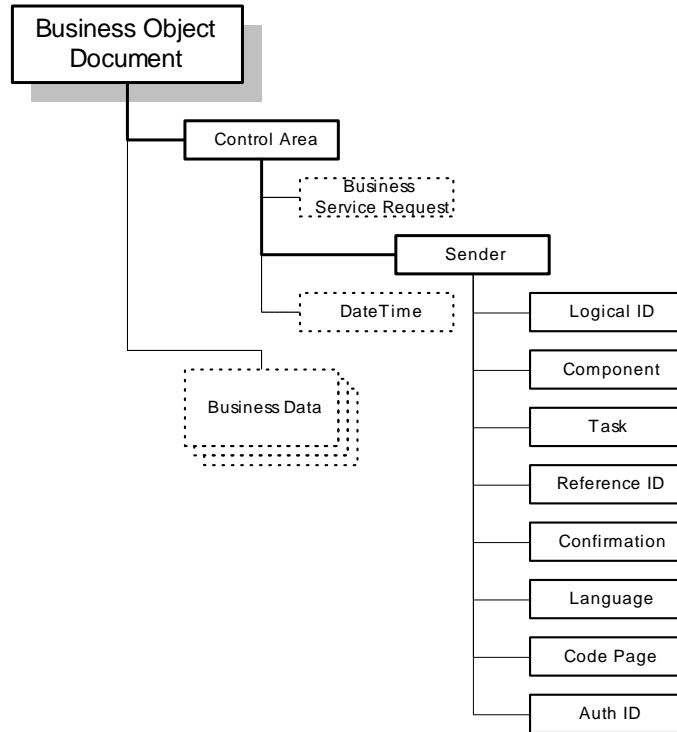 Business Object
Document
Control Area
Business
Service Request
Sender
DateTime
Logical ID
Component
Business Data
Task
Reference ID
Confirmation
Language
Code Page
Auth ID